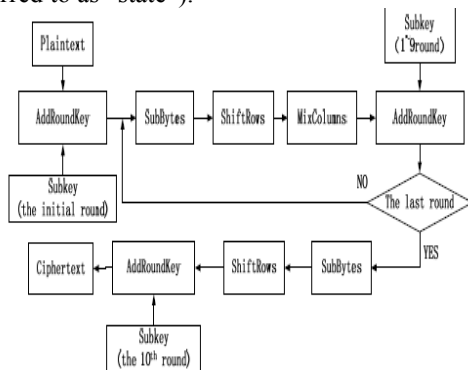 rred to as "state").
Subkey
(1~9round)
Plaintext
AddRoundKey
SubBytes
ShiftRows
MixColumns
AddRoundKey
NO
Subkey
(the initial round)
The last round
YES
Ciphertext
AddRoundKey
ShiftRows
SubBytes
Subkey
(the 10th round)